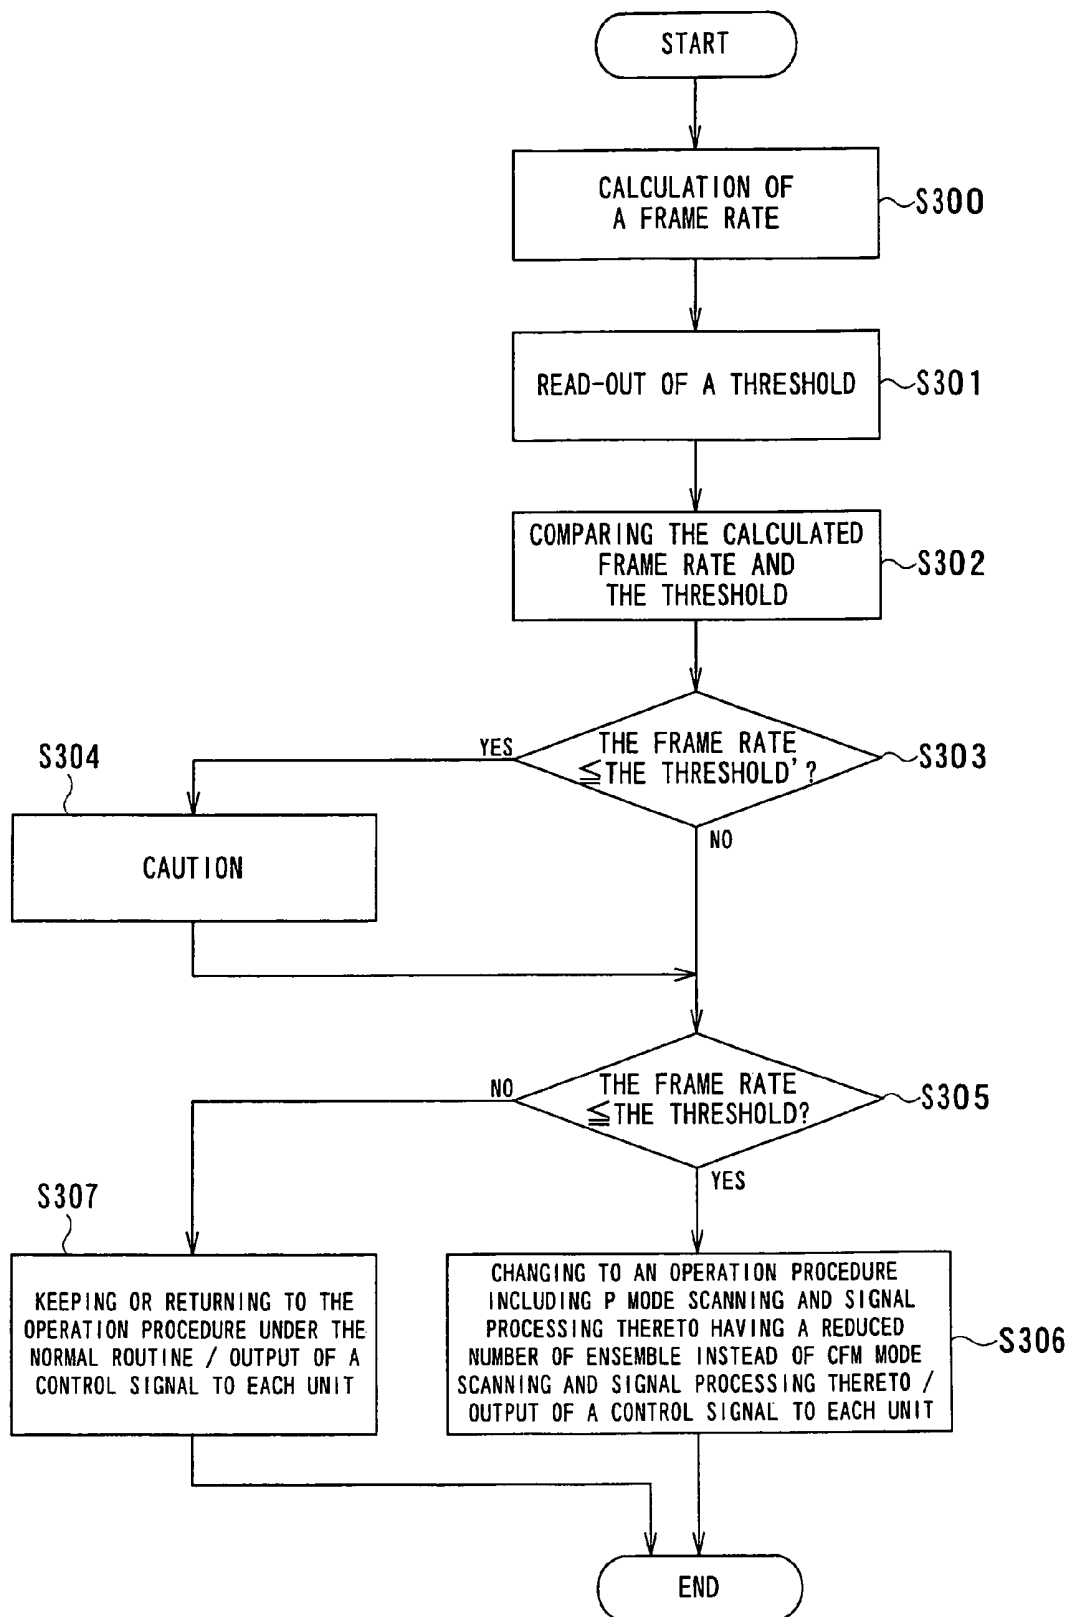 START
CALCULATION OF
A FRAME RATE
S300
READ-OUT OF A THRESHOLD
S301
COMPARING THE CALCULATED
FRAME RATE AND
THE THRESHOLD
S302
THE FRAME RATE
≦THE THRESHOLD'?
S303
YES
NO
S304
CAUTION
THE FRAME RATE
≦THE THRESHOLD?
S305
NO
YES
S307
KEEPING OR RETURNING TO THE
OPERATION PROCEDURE UNDER THE
NORMAL ROUTINE / OUTPUT OF A
CONTROL SIGNAL TO EACH UNIT
CHANGING TO AN OPERATION PROCEDURE
INCLUDING P MODE SCANNING AND SIGNAL
PROCESSING THERETO HAVING A REDUCED
NUMBER OF ENSEMBLE INSTEAD OF CFM MODE
SCANNING AND SIGNAL PROCESSING THERETO /
OUTPUT OF A CONTROL SIGNAL TO EACH UNIT
S306
END